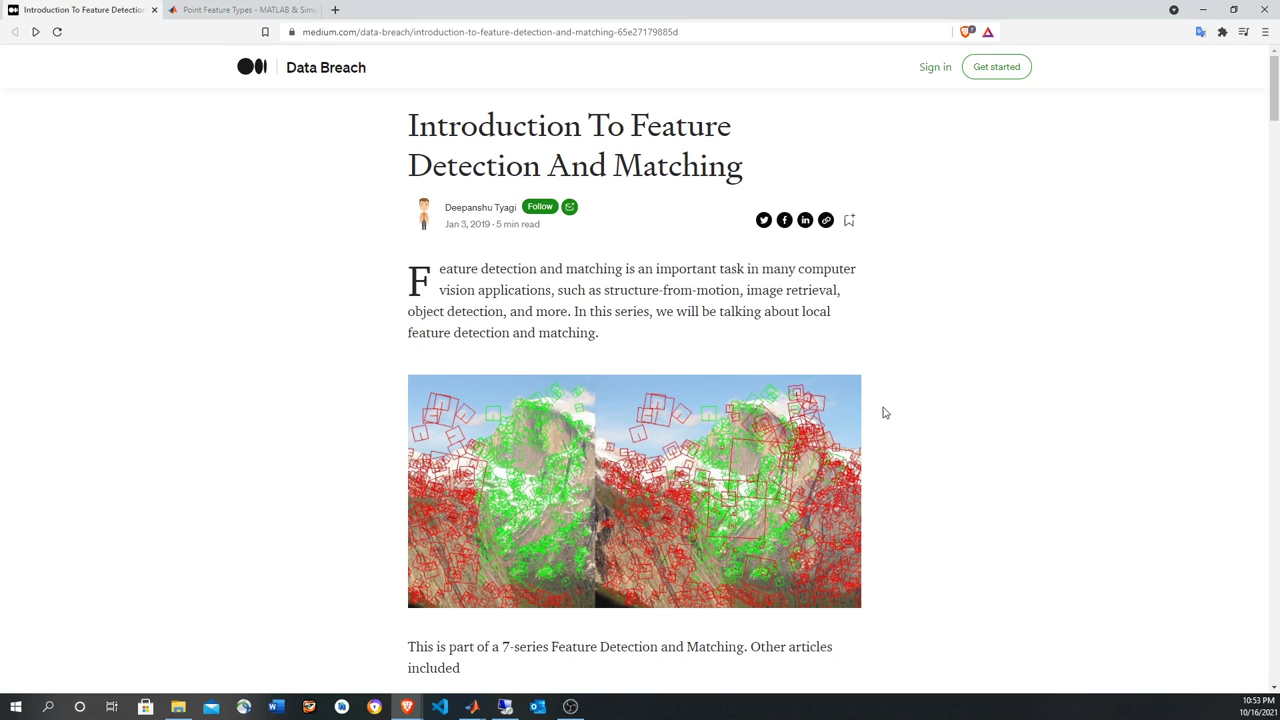 Introduction To Feature Detectio
Point Feature Types - MATLAB & Simu
medium.com/data-breach/introduction-to-feature-detection-and-matching-65e27179885d
Data Breach
Sign in
Get started
Introduction To Feature
Detection And Matching
Deepanshu Tyagi Follow
Jan 3, 2019 · 5 min read
Feature detection and matching is an important task in many computer
vision applications, such as structure-from-motion, image retrieval,
object detection, and more. In this series, we will be talking about local
feature detection and matching.
This is part of a 7-series Feature Detection and Matching. Other articles
included
10:53 PM
10/16/2021